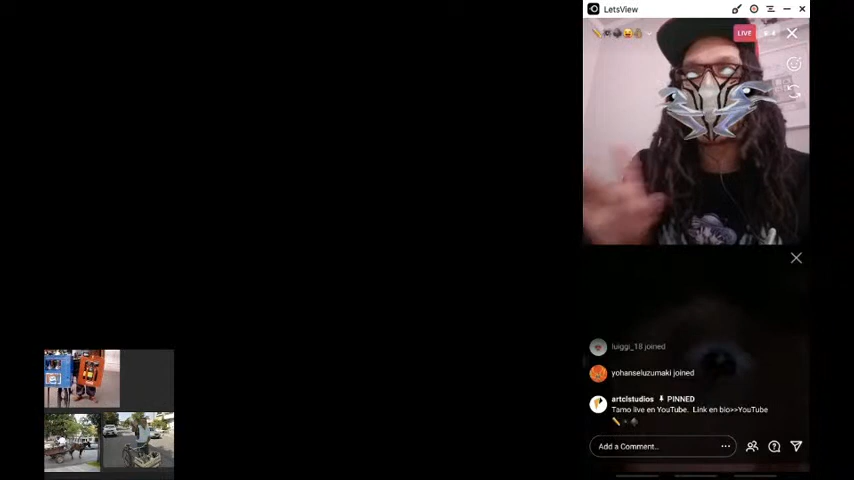 LetsView
LIVE
luiggi_18 joined
yohanseluzumaki joined
artclstudios PINNED
Tamo live en YouTube. Link en bio>>YouTube
Add a Comment...